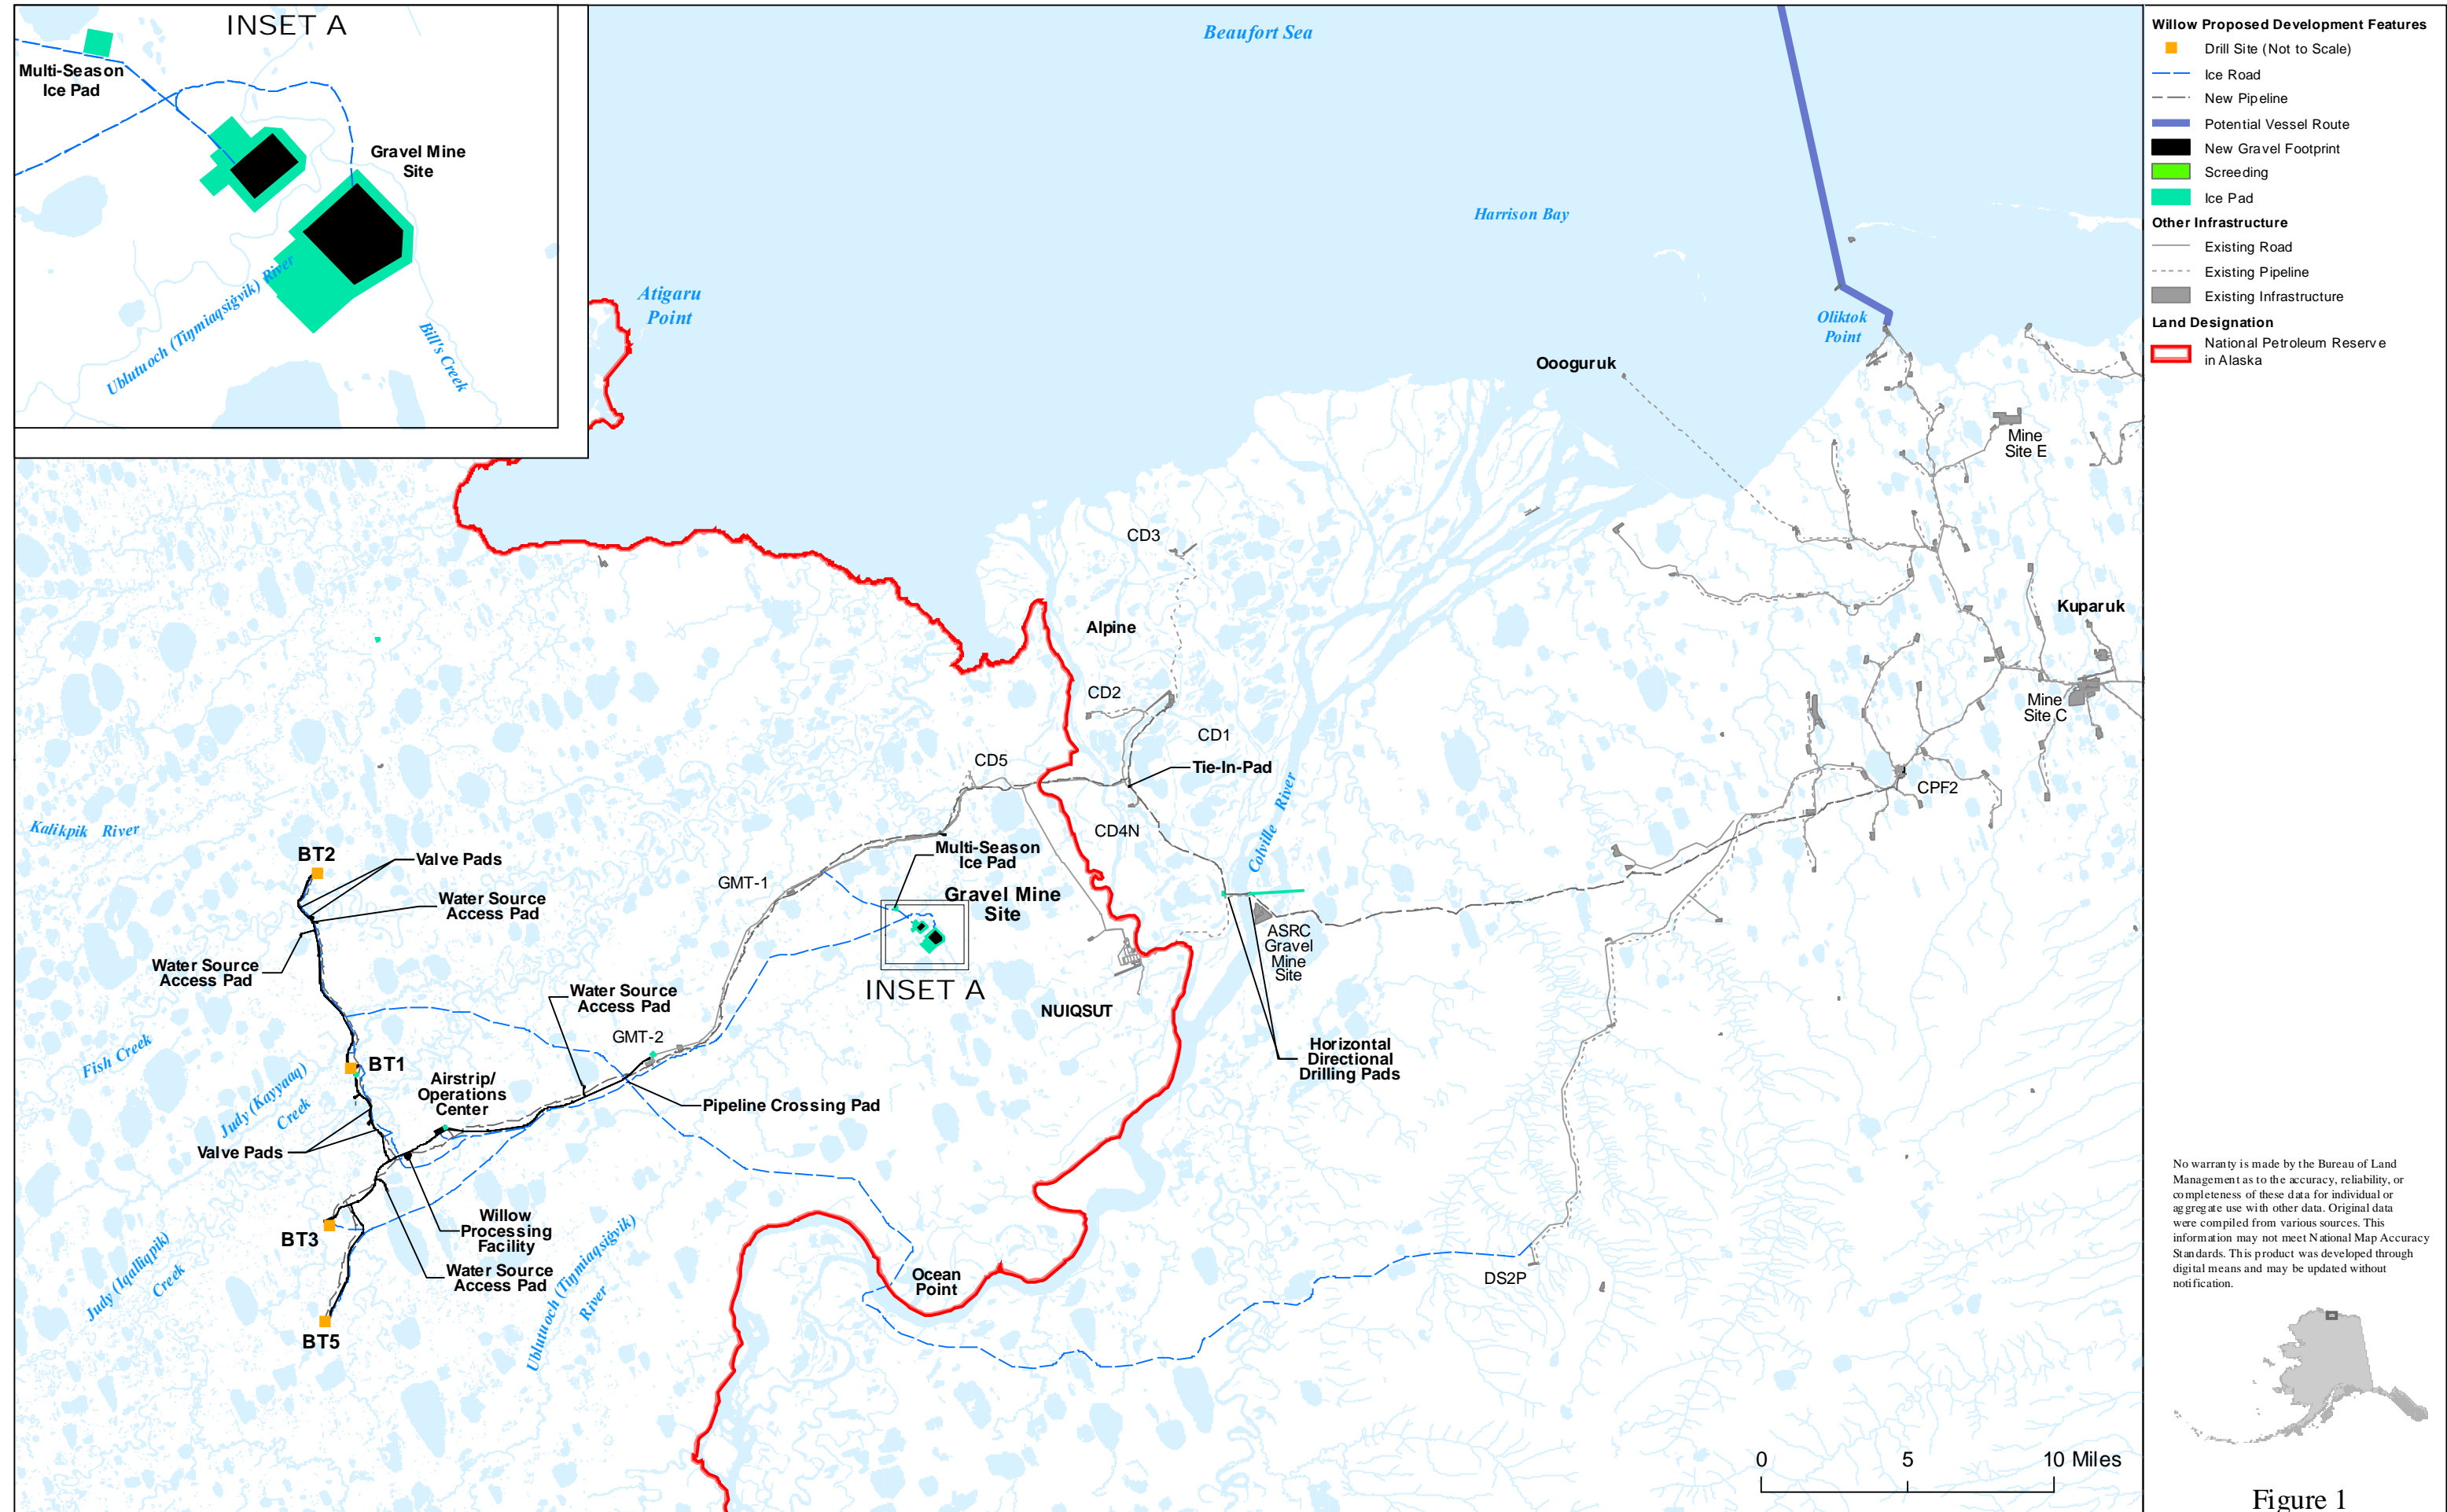 INSET A
Multi-Season
Ice Pad
Gravel Mine
Site
Ublutuoch (Tiŋmiaqsiġvik) River
Bill's Creek
Beaufort Sea
Harrison Bay
Atigaru
Point
Oliktok
Point
Oooguruk
Mine
Site E
CD3
Kuparuk
Alpine
CD2
Mine
Site C
CD1
CD5
Tie-In-Pad
CPF2
Colville River
CD4N
Kalikpik River
BT2
Valve Pads
Multi-Season
Ice Pad
GMT-1
Gravel Mine
Site
Water Source
Access Pad
ASRC
Gravel
Mine
Site
Water Source
Access Pad
INSET A
Water Source
Access Pad
NUIQSUT
GMT-2
Horizontal
Directional
Drilling Pads
Fish Creek
BT1
Judy (Kayyaaq)
Creek
Airstrip/
Operations
Center
Pipeline Crossing Pad
Valve Pads
Willow
Processing
Facility
BT3
Judy (Iqalliqpik)
Creek
Water Source
Access Pad
Ublutuoch (Tiŋmiaqsiġvik)
River
Ocean
Point
DS2P
BT5
0 5 10 Miles
Willow Proposed Development Features
Drill Site (Not to Scale)
Ice Road
New Pipeline
Potential Vessel Route
New Gravel Footprint
Screeding
Ice Pad
Other Infrastructure
Existing Road
Existing Pipeline
Existing Infrastructure
Land Designation
National Petroleum Reserve
in Alaska
No warranty is made by the Bureau of Land
Management as to the accuracy, reliability, or
completeness of these data for individual or
aggregate use with other data. Original data
were compiled from various sources. This
information may not meet National Map Accuracy
Standards. This product was developed through
digital means and may be updated without
notification.
Figure 1